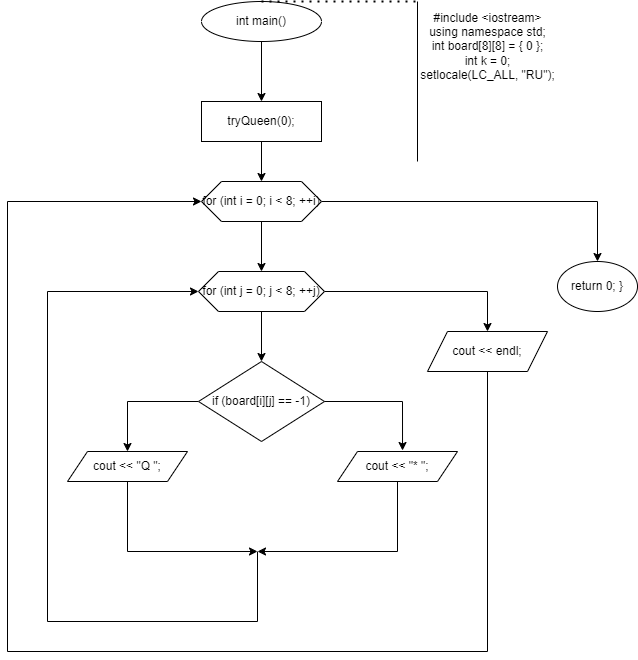 int main()
#include <iostream>
using namespace std;
int board[8][8] = { 0 };
int k = 0;
setlocale(LC_ALL, "RU");
tryQueen(0);
for (int i = 0; i < 8; ++i)
for (int j = 0; j < 8; ++j)
return 0; }
cout << endl;
if (board[i][j] == -1)
cout << "Q ";
cout << "* ";